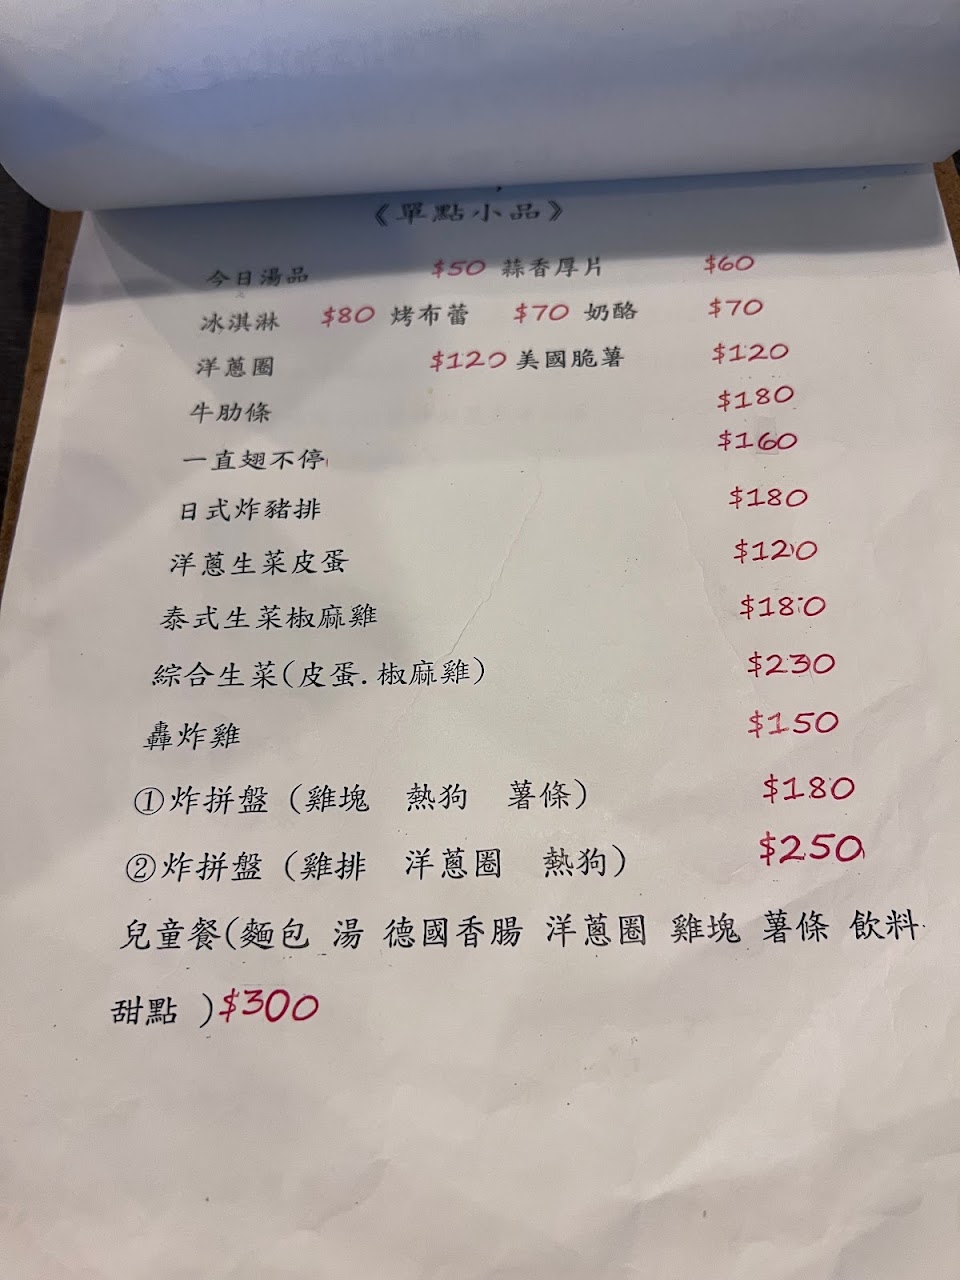 《單點小品》
今日湯品 $50 蒜香厚片 $60
冰淇淋 $80 烤布蕾 $70 奶酪 $70
洋蔥圈 $120 美國脆薯 $120
牛肋條 $180
一直翅不停 $160
日式炸豬排 $180
洋蔥生菜皮蛋 $120
泰式生菜椒麻雞 $180
綜合生菜(皮蛋.椒麻雞) $230
轟炸雞 $150
①炸拼盤 (雞塊 熱狗 薯條) $180
②炸拼盤 (雞排 洋蔥圈 熱狗) $250
兒童餐(麵包 湯 德國香腸 洋蔥圈 雞塊 薯條 飲料
甜點 )$300